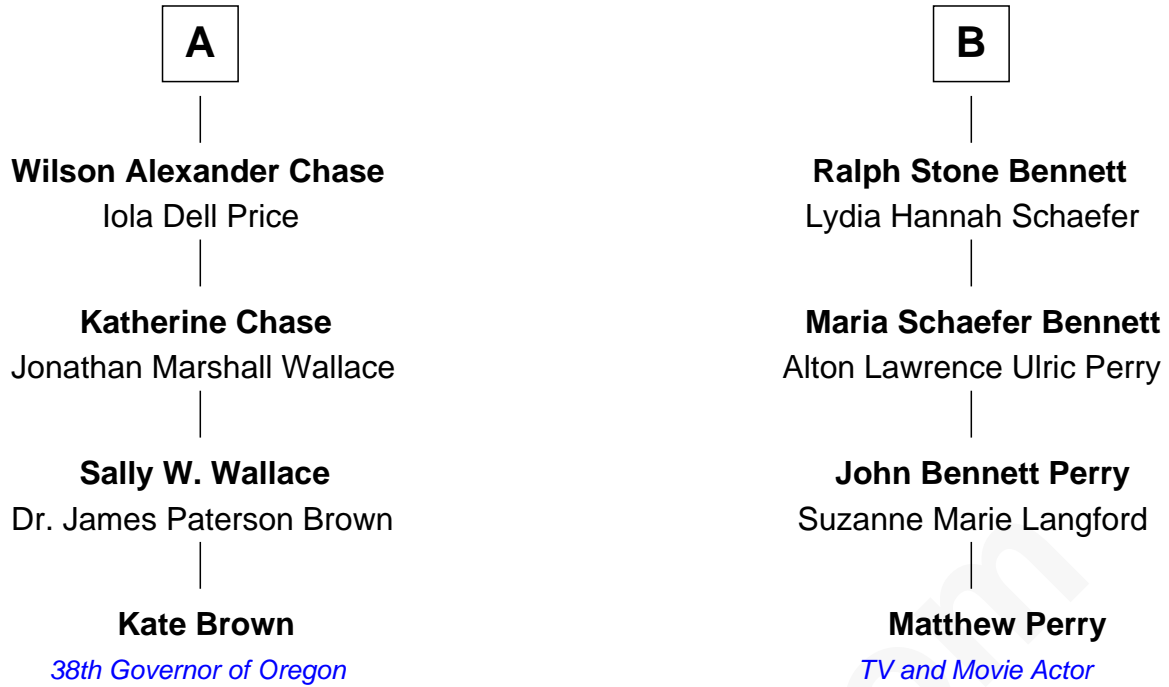 A
B
Wilson Alexander Chase
Iola Dell Price
Ralph Stone Bennett
Lydia Hannah Schaefer
Katherine Chase
Jonathan Marshall Wallace
Maria Schaefer Bennett
Alton Lawrence Ulric Perry
Sally W. Wallace
Dr. James Paterson Brown
John Bennett Perry
Suzanne Marie Langford
Kate Brown
38th Governor of Oregon
Matthew Perry
TV and Movie Actor